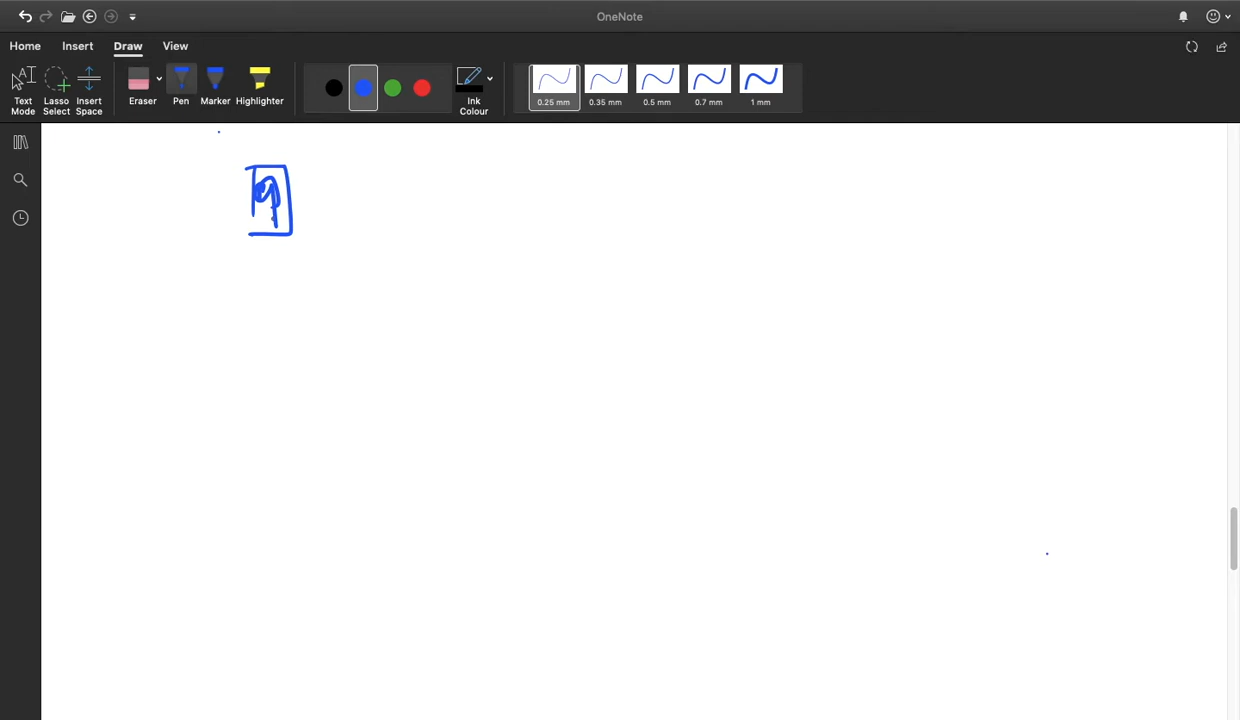 OneNote
Home Insert Draw View
Text Mode
Lasso Select
Insert Space
Eraser
Pen
Marker
Highlighter
Ink Colour
0.25 mm
0.35 mm
0.5 mm
0.7 mm
1 mm